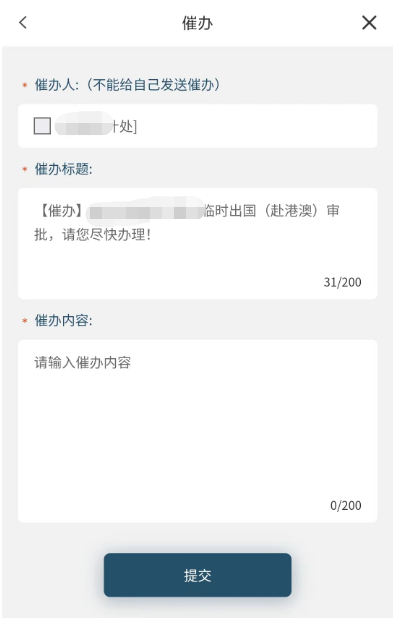 催办
* 催办人:（不能给自己发送催办）
处]
* 催办标题:
【催办】临时出国（赴港澳）审
批，请您尽快办理！
31/200
* 催办内容:
请输入催办内容
0/200
提交